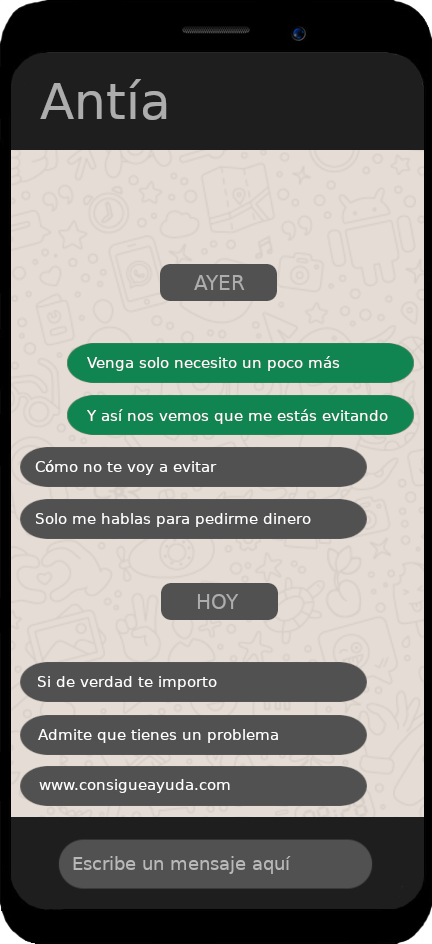 Antía
AYER
Venga solo necesito un poco más
Y así nos vemos que me estás evitando
Cómo no te voy a evitar
Solo me hablas para pedirme dinero
HOY
Si de verdad te importo
Admite que tienes un problema
www.consigueayuda.com
Escribe un mensaje aquí